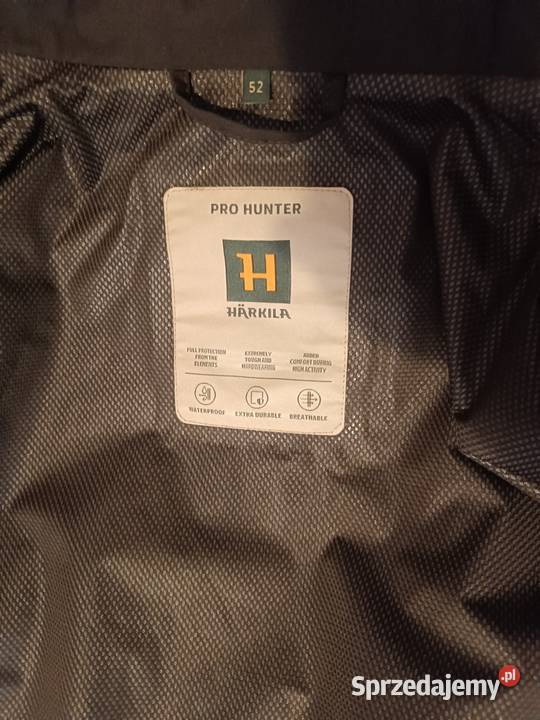 52
PRO HUNTER
H
HÄRKILA
FULL PROTECTION
FROM THE
ELEMENTS
EXTREMELY
TOUGH AND
HARDWEARING
ADDED
COMFORT DURING
HIGH ACTIVITY
WATERPROOF
EXTRA DURABLE
BREATHABLE
Sprzedajemy.pl